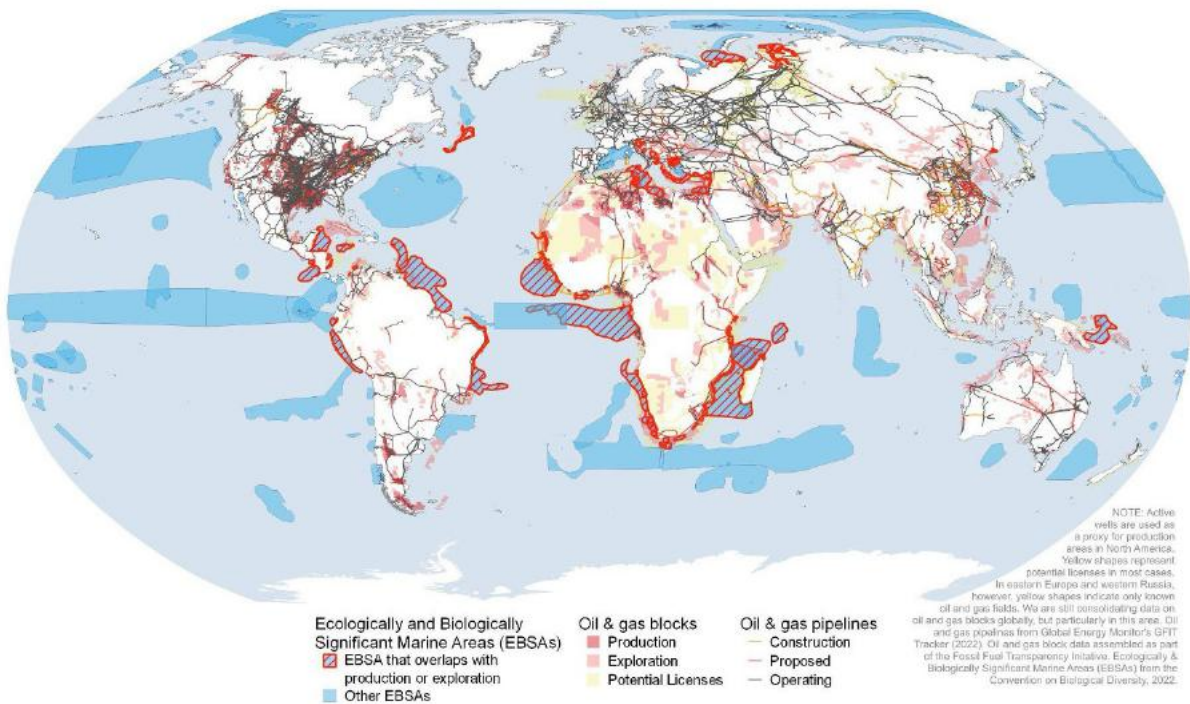 NOTE: Active
wells are used as
a proxy for production
areas in North America.
Yellow shapes represent
potential licenses in most cases.
In eastern Europe and western Russia,
however, yellow shapes indicate only known
oil and gas fields. We are still consolidating data on
oil and gas blocks globally, but particularly in this area. Oil
and gas pipelines from Global Energy Monitor's GFIT
Tracker (2022). Oil and gas block data assembled as part
of the Fossil Fuel Transparency Initiative. Ecologically &
Biologically Significant Marine Areas (EBSAs) from the
Convention on Biological Diversity, 2022.
Ecologically and Biologically
Significant Marine Areas (EBSAs)
EBSA that overlaps with
production or exploration
Other EBSAs
Oil & gas blocks
Production
Exploration
Potential Licenses
Oil & gas pipelines
Construction
Proposed
Operating